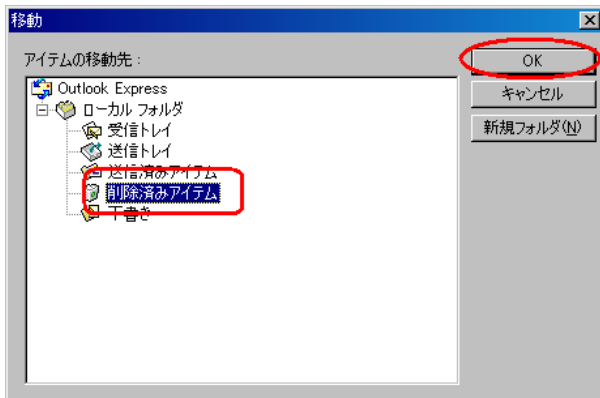 移動
アイテムの移動先：
Outlook Express
ローカル フォルダ
受信トレイ
送信トレイ
送信済みアイテム
削除済みアイテム
下書き
OK
キャンセル
新規フォルダ(N)